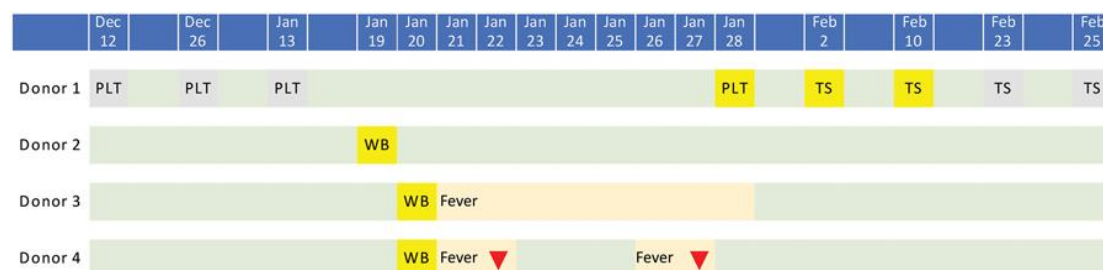 Dec Dec Jan Jan Jan Jan Jan Jan Jan Jan Jan Jan Jan Feb Feb Feb Feb
12 26 13 19 20 21 22 23 24 25 26 27 28 2 10 23 25
Donor 1 PLT PLT PLT PLT TS TS TS TS
Donor 2 WB
Donor 3 WB Fever
Donor 4 WB Fever Fever